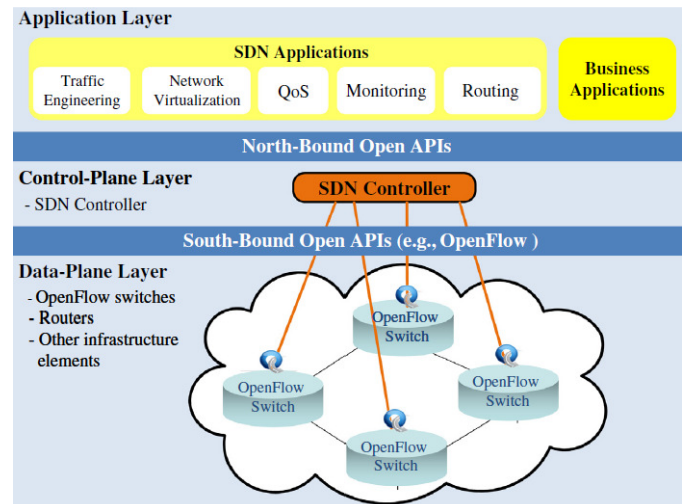 Application Layer
SDN Applications
Traffic
Engineering
Network
Virtualization
QoS
Monitoring
Routing
Business
Applications
North-Bound Open APIs
Control-Plane Layer
- SDN Controller
SDN Controller
South-Bound Open APIs (e.g., OpenFlow )
Data-Plane Layer
- OpenFlow switches
- Routers
- Other infrastructure
elements
OpenFlow
Switch
OpenFlow
Switch
OpenFlow
Switch
OpenFlow
Switch